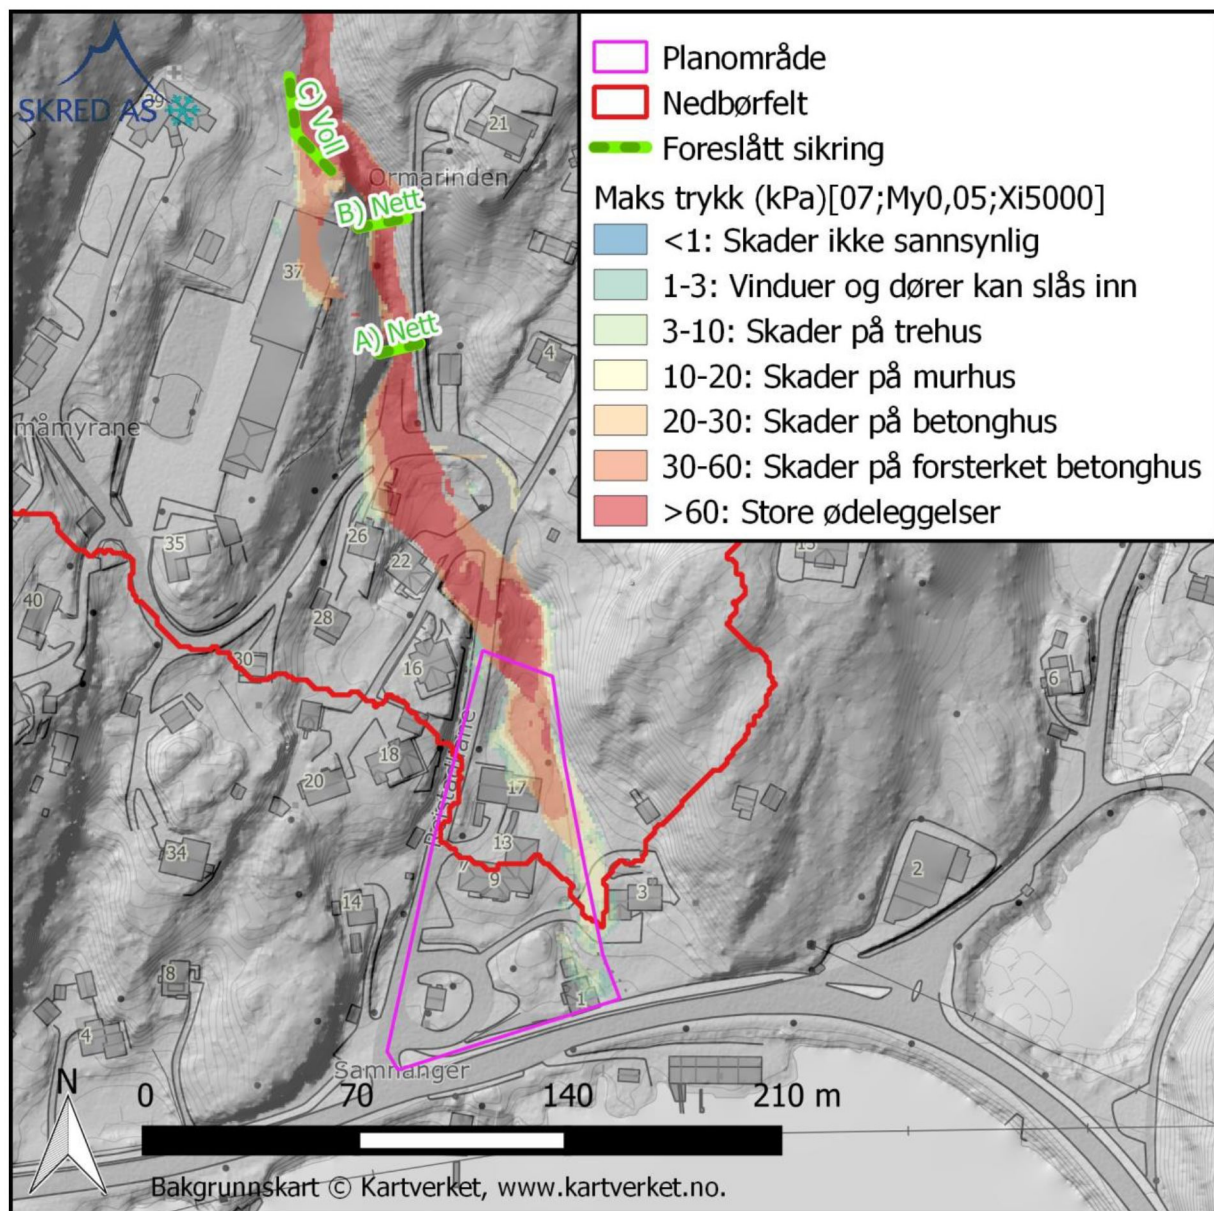 SKRED AS
Planområde
Nedbørfelt
Foreslått sikring
Maks trykk (kPa)[07;My0,05;Xi5000]
<1: Skader ikke sannsynlig
1-3: Vinduer og dører kan slås inn
3-10: Skader på trehus
10-20: Skader på murhus
20-30: Skader på betonghus
30-60: Skader på forsterket betonghus
>60: Store ødeleggelser
39
C) Voll
21
Ormarinden
B) Nett
37
A) Nett
4
måmyrane
35
26
22
40
28
30
16
15
6
18
20
17
13
34
7
9
14
3
2
8
1
4
Samnanger
N
0 70 140 210 m
Bakgrunnskart © Kartverket, www.kartverket.no.